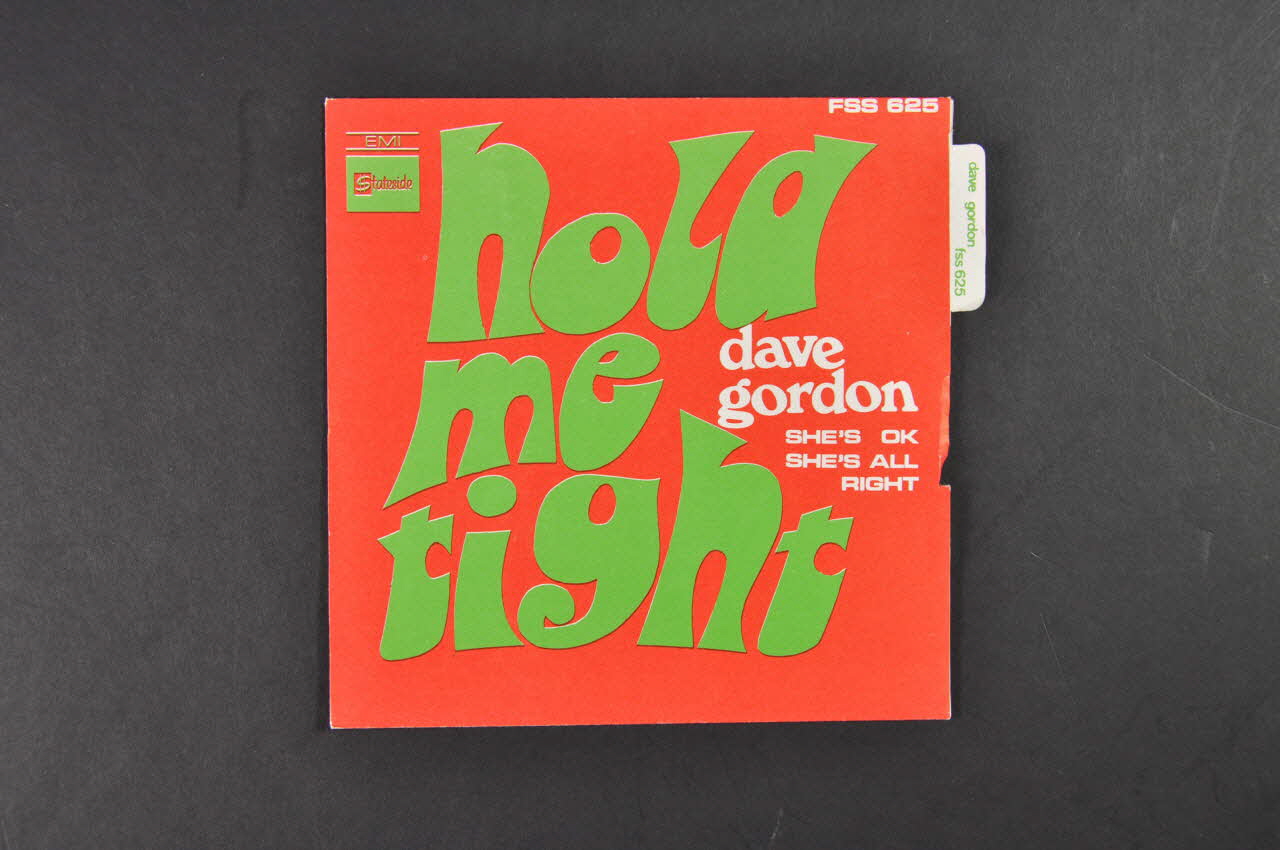 FSS 625
EMI
Stateside
hold
me
tight
dave
gordon
SHE'S OK
SHE'S ALL
RIGHT
dave gordon
fss 625